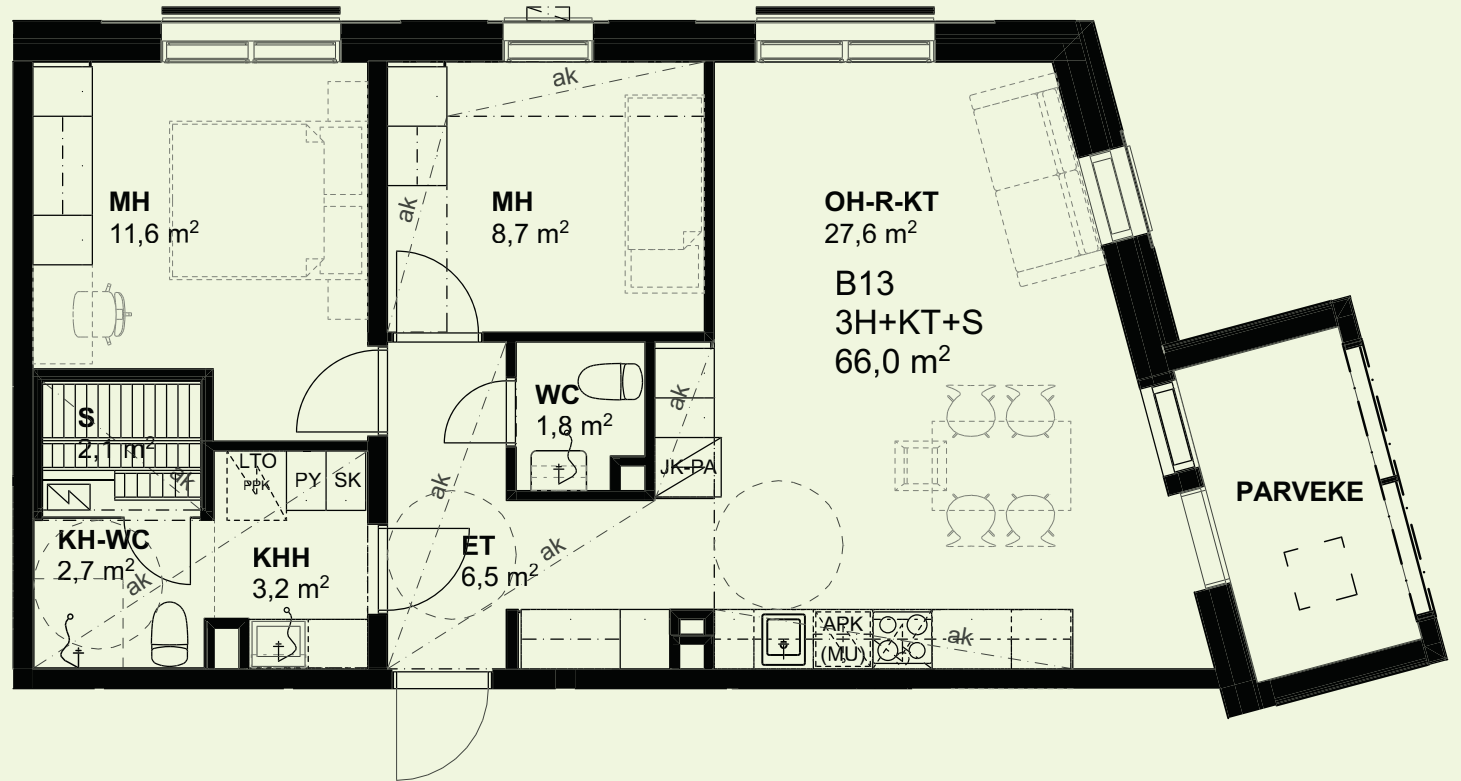 ak
MH
11,6 m²
ak
MH
8,7 m²
OH-R-KT
27,6 m²
B13
3H+KT+S
66,0 m²
S
2,1 m²
ak
WC
1,8 m²
ak
JK-PA
LTO
PPK
PY
SK
ak
PARVEKE
KH-WC
2,7 m²
ak
KHH
3,2 m²
ET
6,5 m²
ak
APK
(MU)
ak